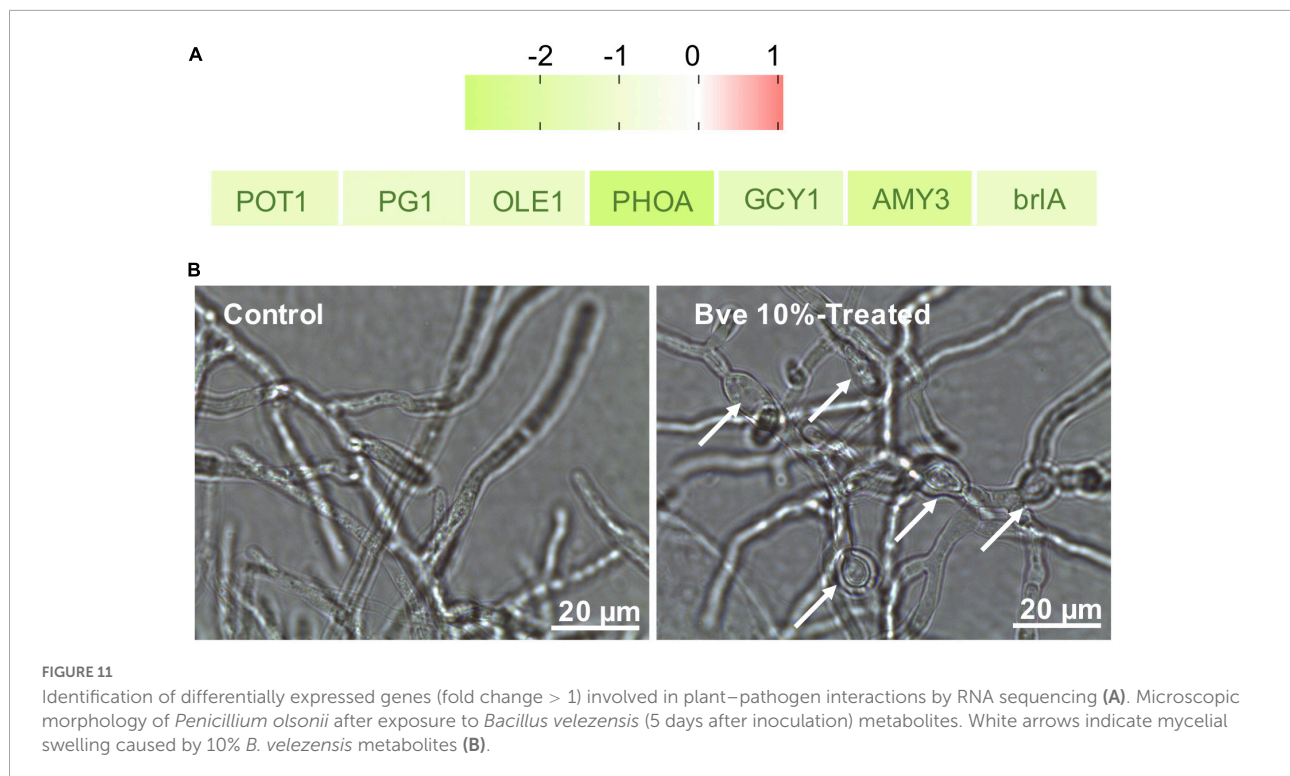 A
-2 -1 0 1
POT1 PG1 OLE1 PHOA GCY1 AMY3 brlA
B
Control Bve 10%-Treated
20 µm 20 µm
FIGURE 11
Identification of differentially expressed genes (fold change > 1) involved in plant–pathogen interactions by RNA sequencing (A). Microscopic
morphology of Penicillium olsonii after exposure to Bacillus velezensis (5 days after inoculation) metabolites. White arrows indicate mycelial
swelling caused by 10% B. velezensis metabolites (B).